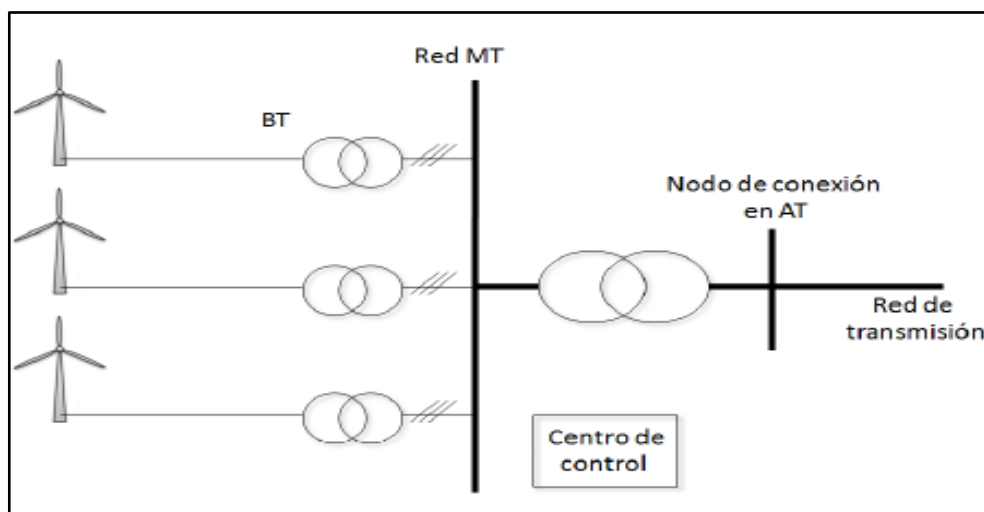 Red MT
BT
Nodo de conexión
en AT
Red de
transmisión
Centro de
control